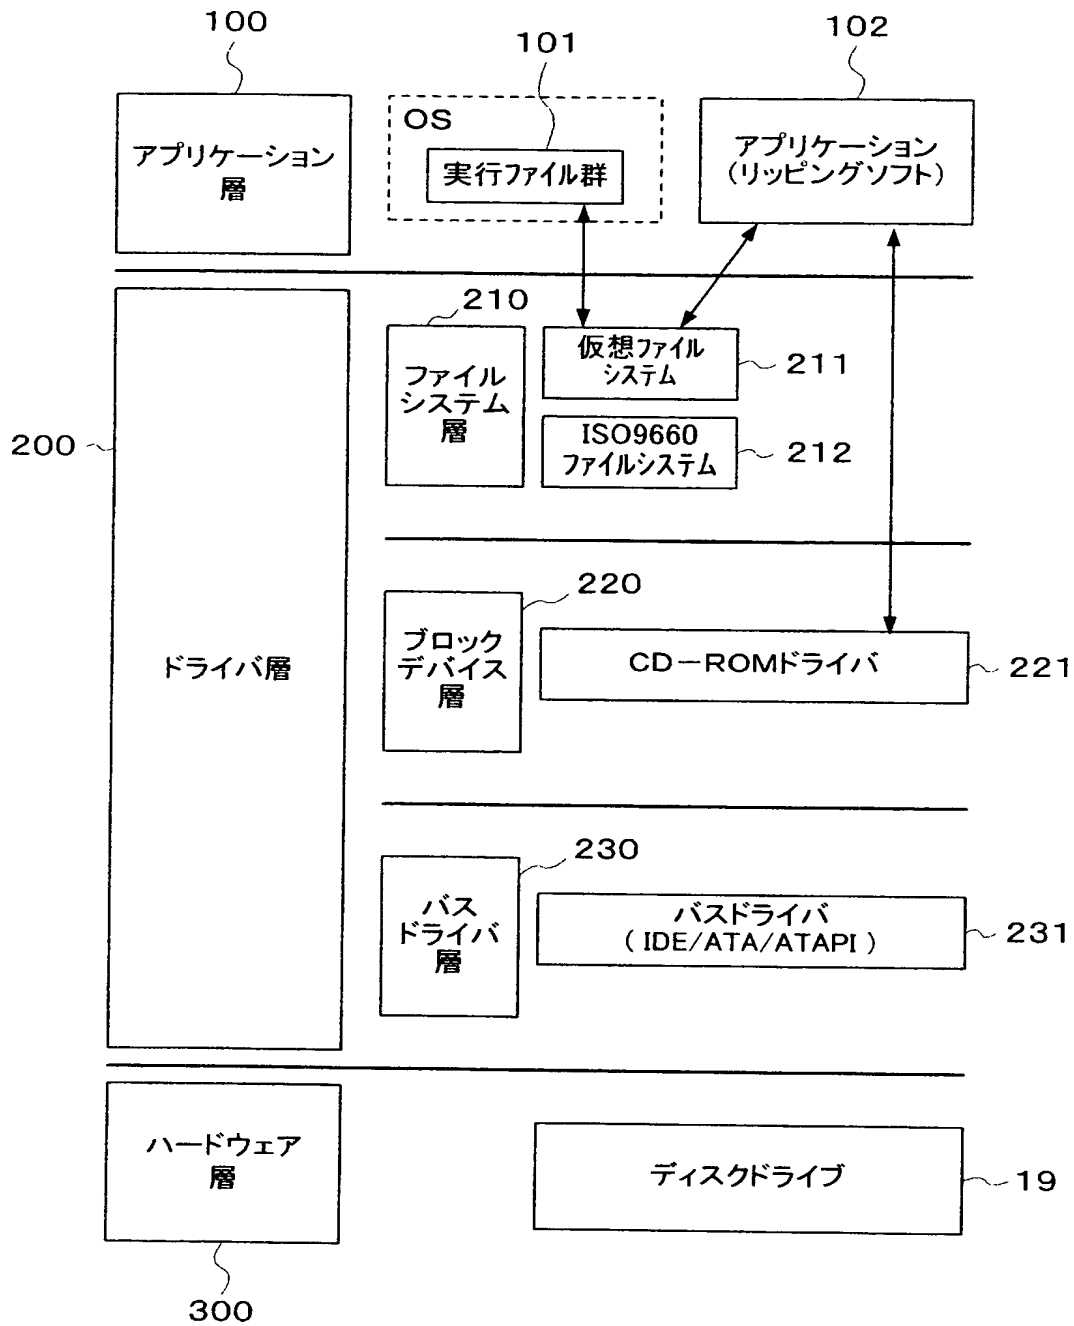 100
101
102
アプリケーション
層
OS
実行ファイル群
アプリケーション
(リッピングソフト)
200
210
ファイル
システム
層
仮想ファイル
システム
211
ISO9660
ファイルシステム
212
ドライバ層
220
ブロック
デバイス
層
CD－ROMドライバ
221
230
バス
ドライバ
層
バスドライバ
( IDE/ATA/ATAPI )
231
ハードウェア
層
ディスクドライブ
19
300